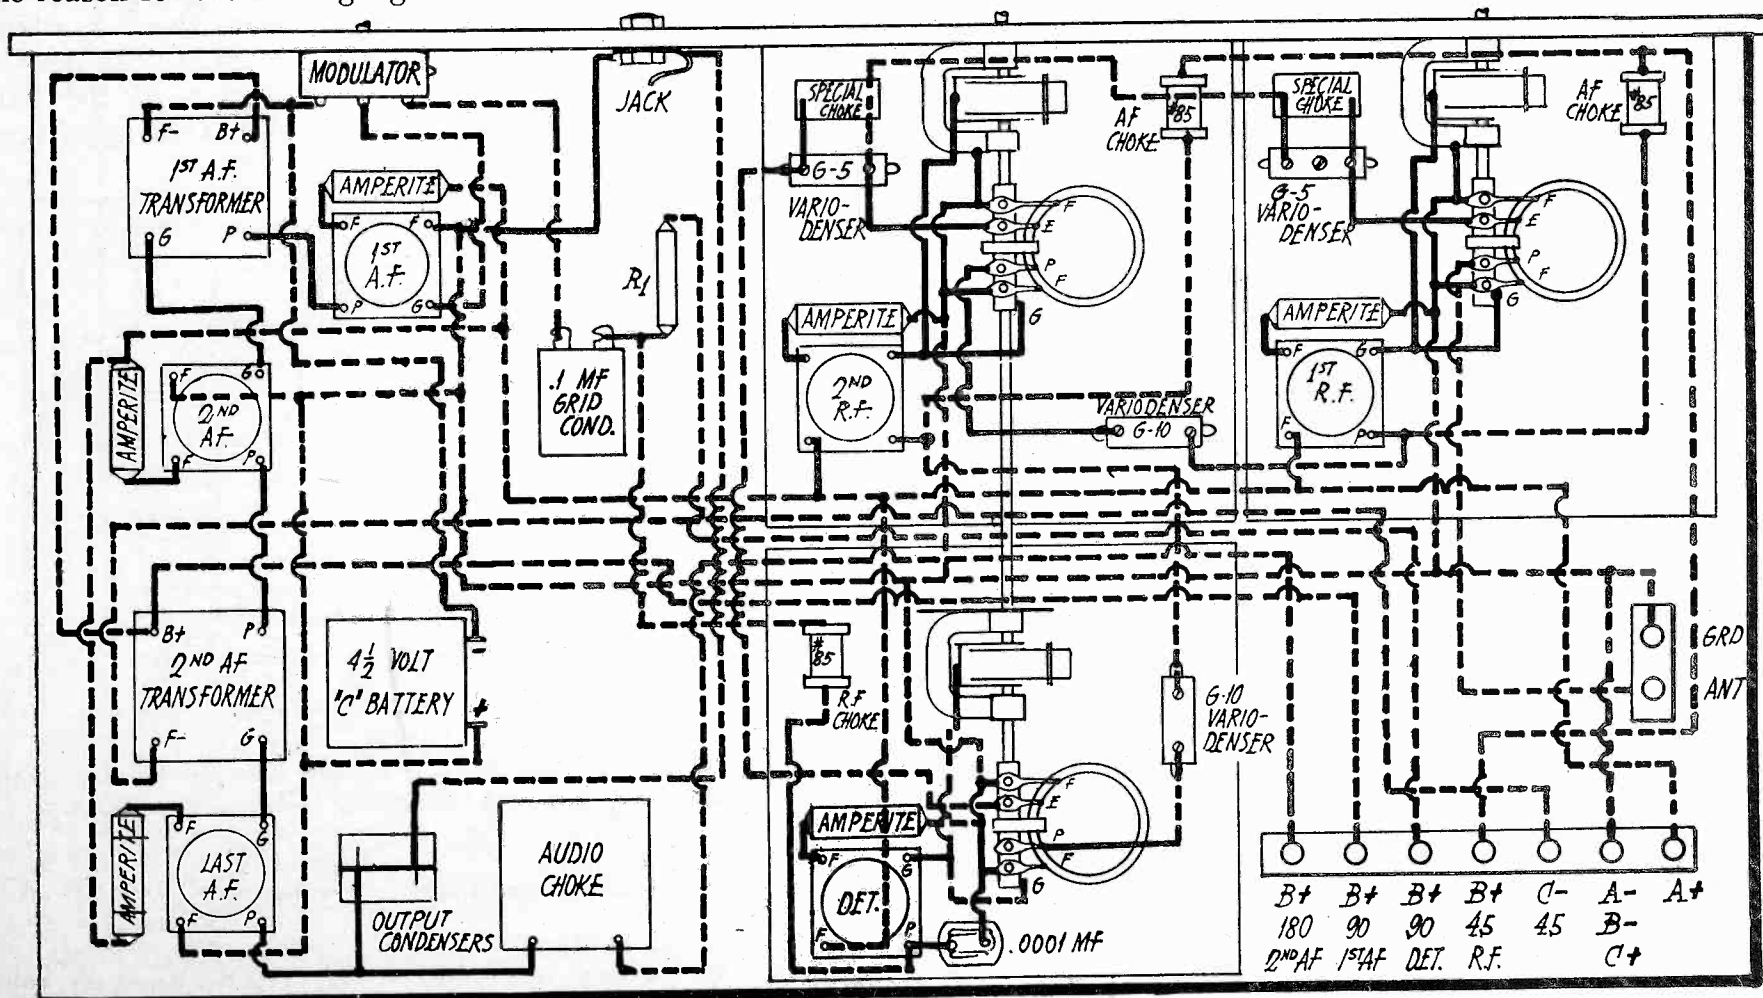 MODULATOR
JACK
F-
B+
1ST A.F.
TRANSFORMER
G
P
AMPERITE
F
F
1ST
A.F.
P
G
R1
.1 MF
GRID
COND.
AMPERITE
F
G
2ND
AF
F
P
B+
P
2ND AF
TRANSFORMER
F-
G
4½ VOLT
"C" BATTERY
+
AMPERITE
F
G
LAST
A.F.
F
P
OUTPUT
CONDENSERS
AUDIO
CHOKE
SPECIAL
CHOKE
G-5
VARIO-
DENSER
AF
CHOKE
#85
F
E
P
F
G
AMPERITE
2ND
R.F.
VARIODENSER
G-10
SPECIAL
CHOKE
G-5
VARIO-
DENSER
AF
CHOKE
#85
F
E
P
F
G
AMPERITE
F
G
1ST
R.F.
F
P
#85
R.F
CHOKE
G-10
VARIO-
DENSER
F
E
P
F
G
AMPERITE
F
G
DET.
F
P
.0001 MF
GRD
ANT
B+ B+ B+ B+ C- A- A+
180 90 90 45 45 B-
2ND AF 1ST AF DET. R.F. C+